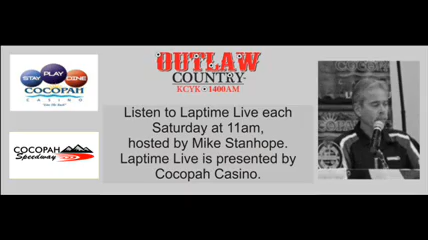 STAY PLAY DINE
COCOPAH
CASINO
OUTLAW
COUNTRY
KCYK • 1400AM
Listen to Laptime Live each
Saturday at 11am,
hosted by Mike Stanhope.
Laptime Live is presented by
Cocopah Casino.
COCOPAH
Speedway